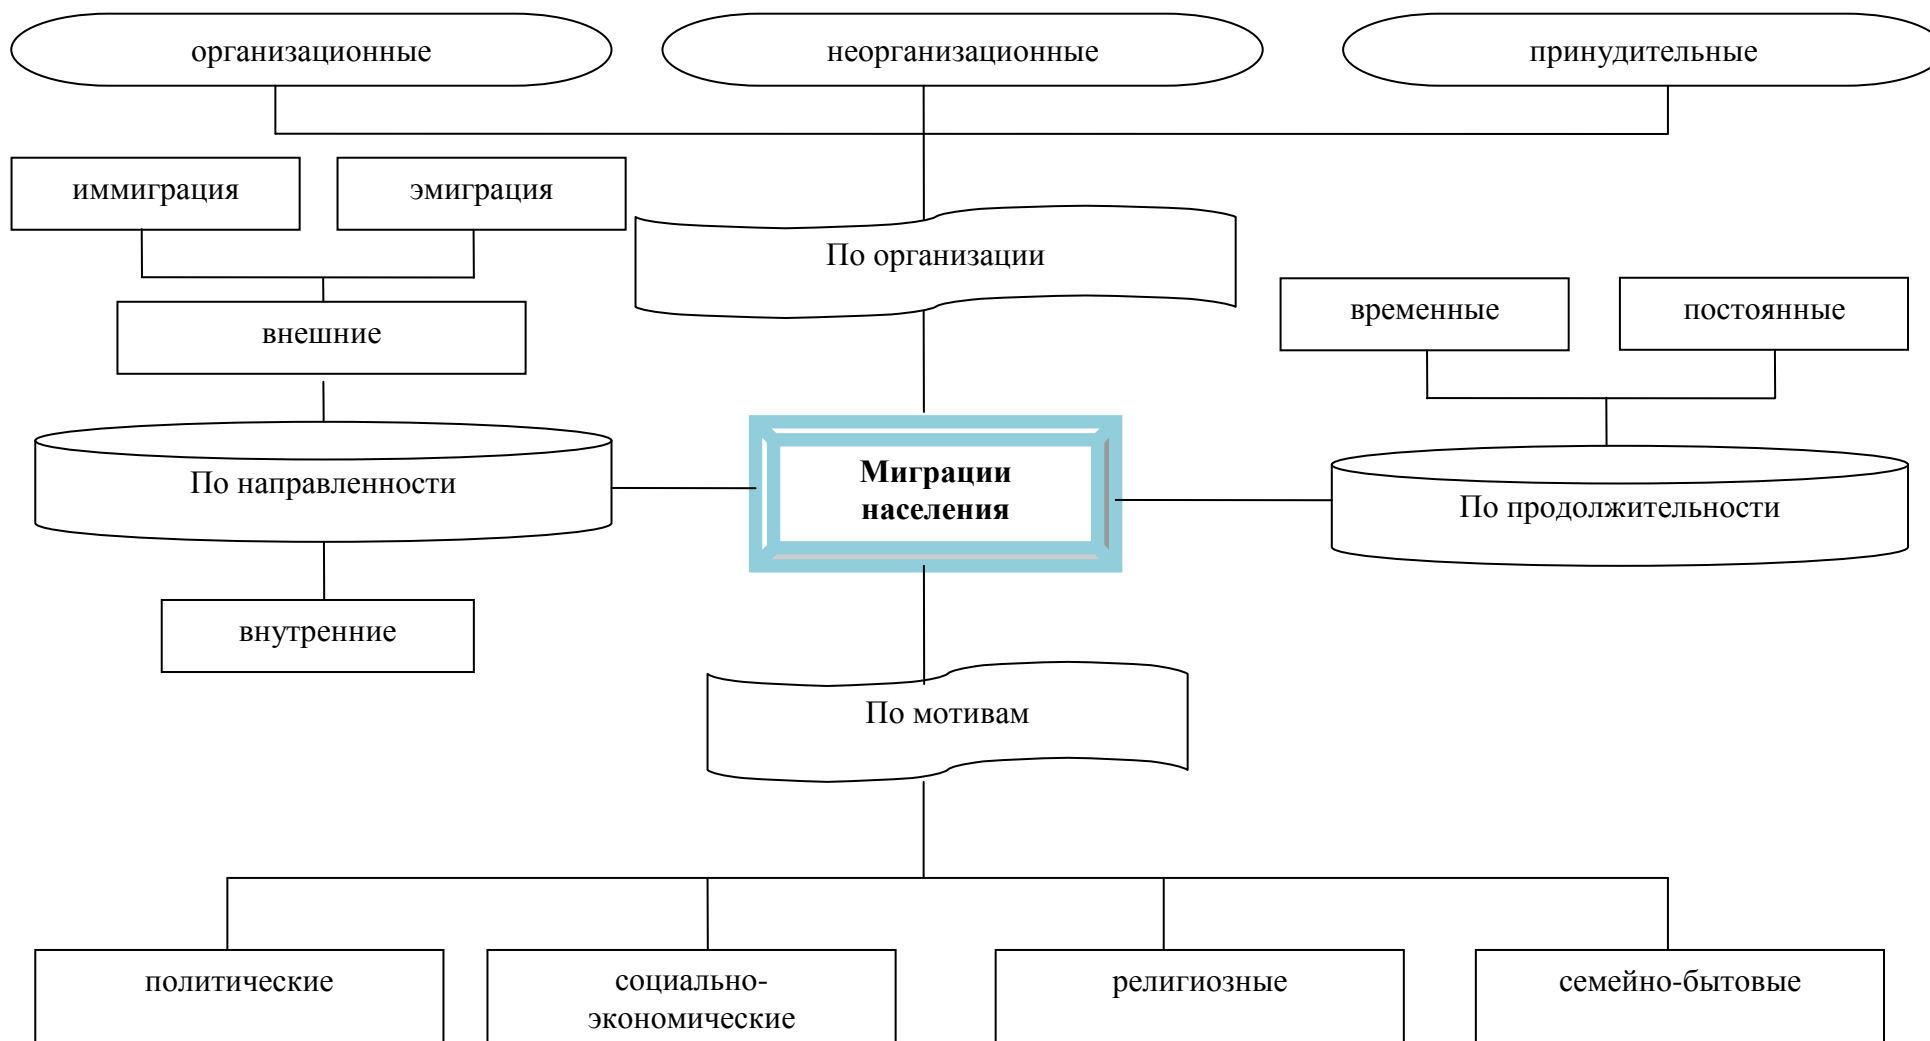 организационные
неорганизационные
принудительные
иммиграция
эмиграция
По организации
временные
постоянные
внешние
По направленности
Миграции
населения
По продолжительности
внутренние
По мотивам
политические
социально-
экономические
религиозные
семейно-бытовые